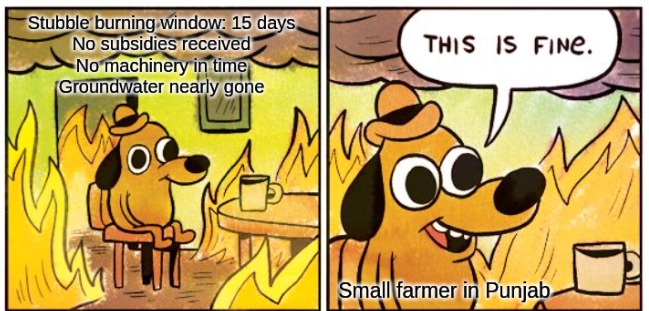 Stubble burning window: 15 days
No subsidies received
No machinery in time
Groundwater nearly gone
THIS IS FINE.
Small farmer in Punjab